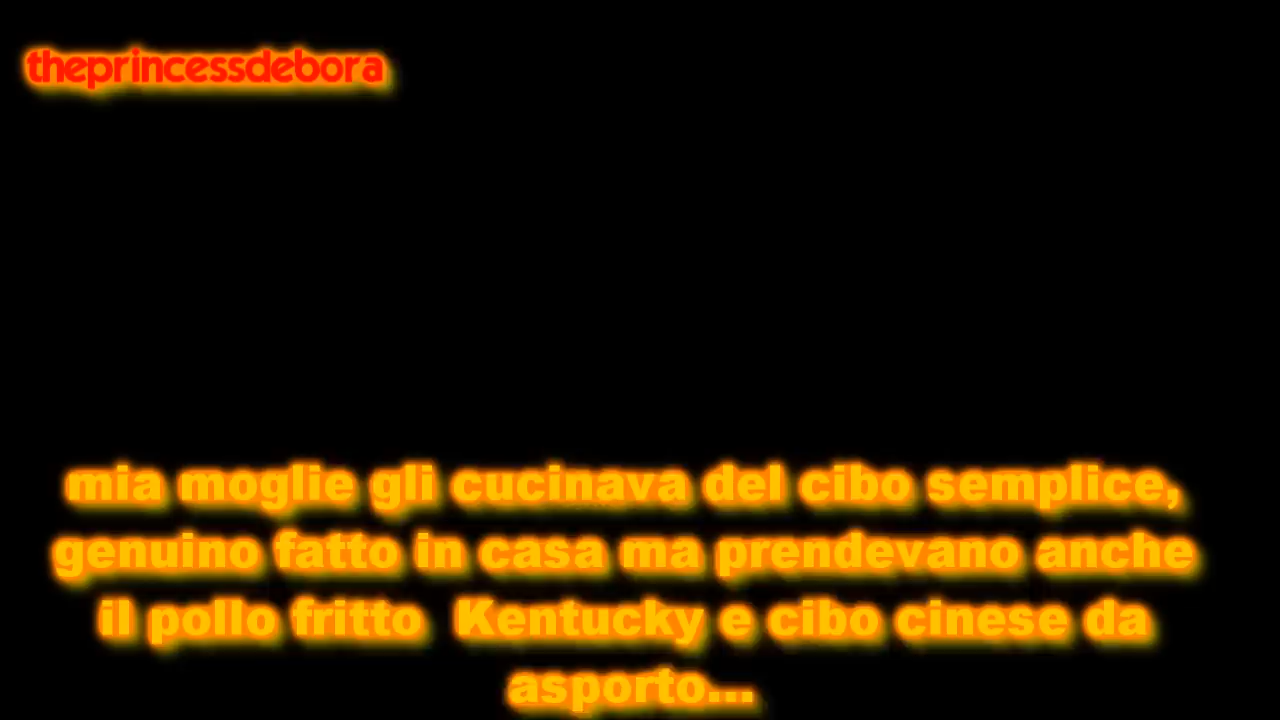 theprincessdebora
mia moglie gli cucinava del cibo semplice,
genuino fatto in casa ma prendevano anche
il pollo fritto  Kentucky e cibo cinese da
asporto...